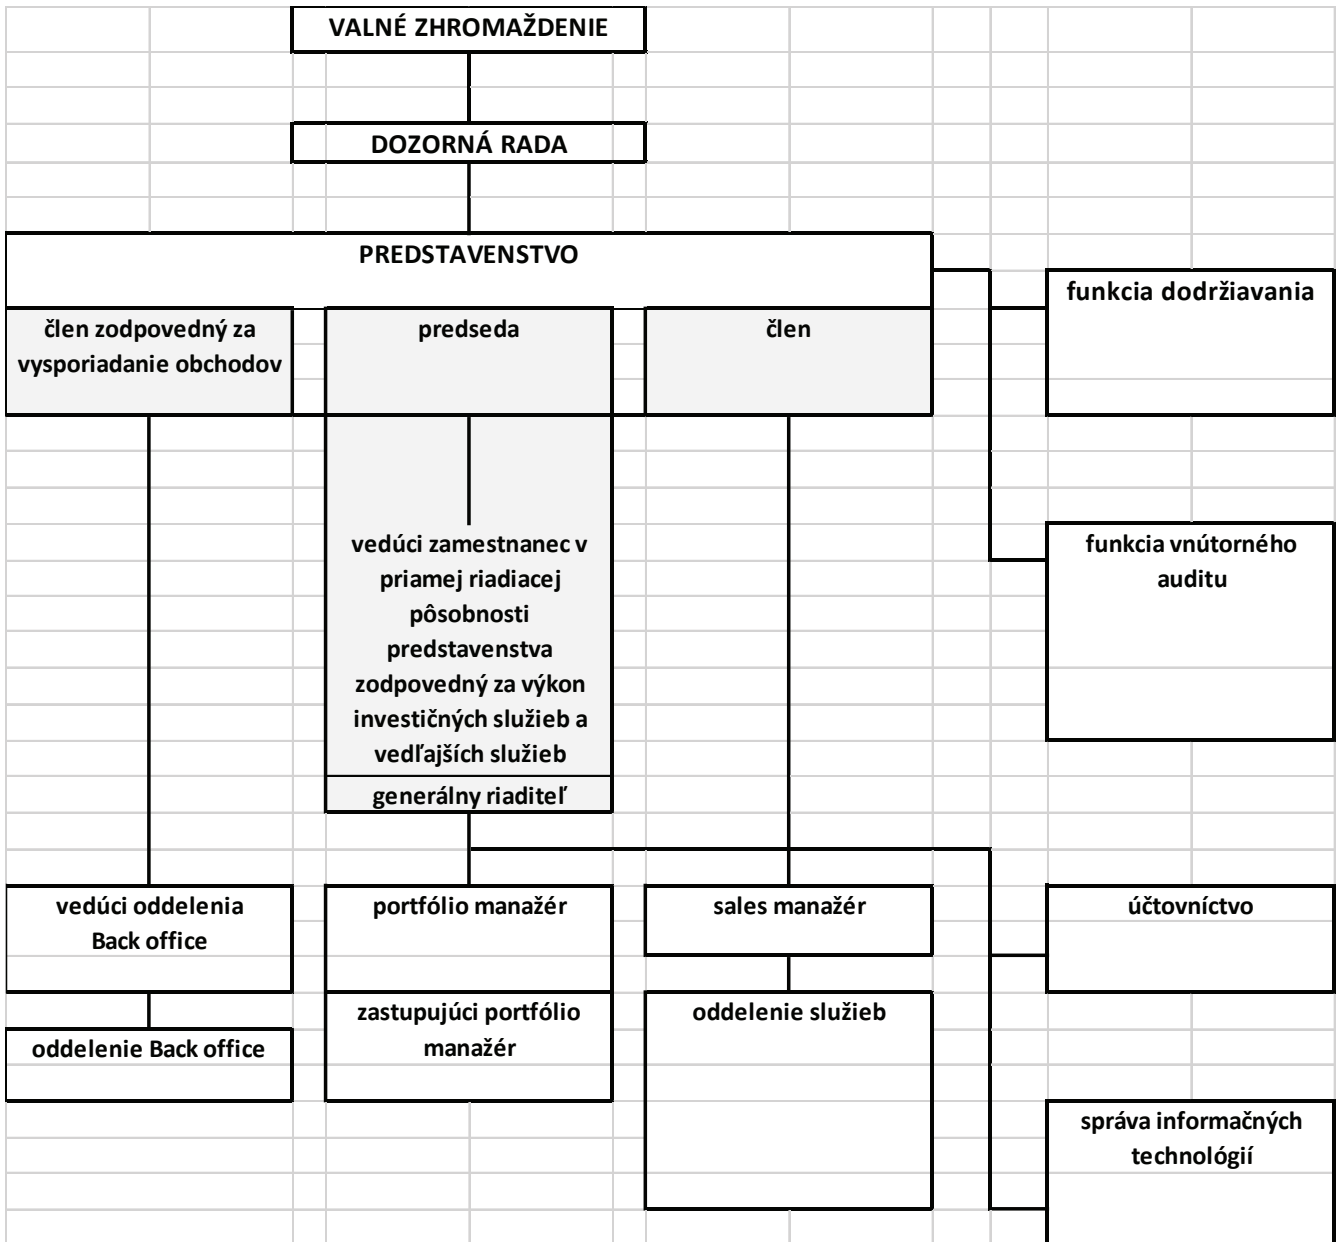 VALNÉ ZHROMAŽDENIE
DOZORNÁ RADA
PREDSTAVENSTVO
funkcia dodržiavania
člen zodpovedný za
vysporiadanie obchodov
predseda
člen
vedúci zamestnanec v
priamej riadiacej
pôsobnosti
predstavenstva
zodpovedný za výkon
investičných služieb a
vedľajších služieb
generálny riaditeľ
funkcia vnútorného
auditu
vedúci oddelenia
Back office
portfólio manažér
sales manažér
účtovníctvo
oddelenie Back office
zastupujúci portfólio
manažér
oddelenie služieb
správa informačných
technológií